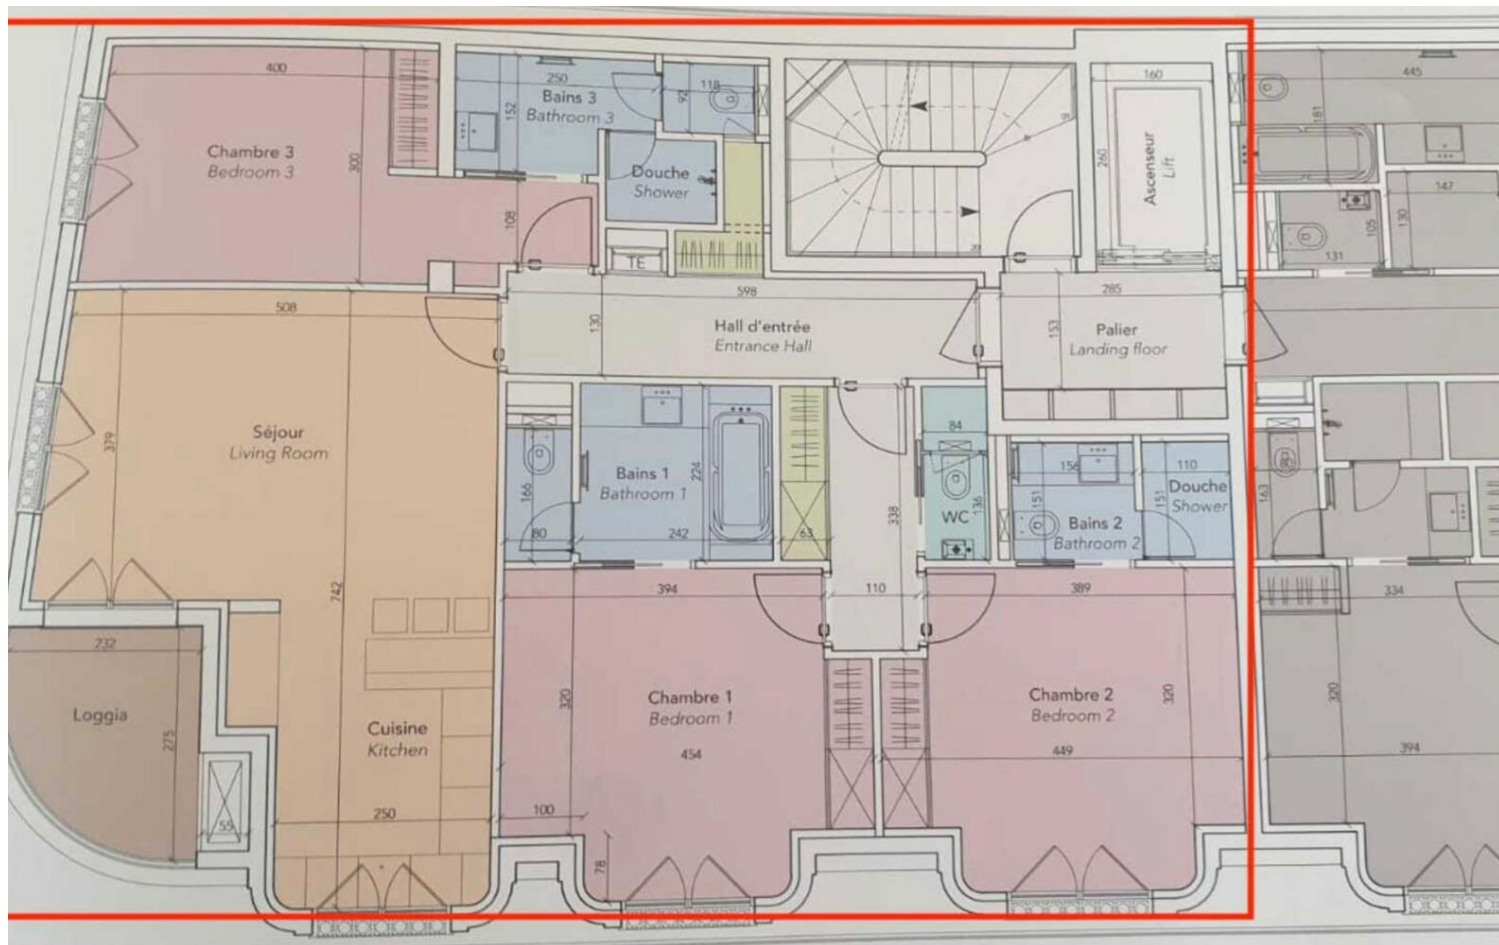 400
Chambre 3
Bedroom 3
300
250
Bains 3
Bathroom 3
152
118
92
Douche
Shower
108
TE
160
260
Ascenseur
Lift
445
181
147
130
105
131
508
598
130
Hall d'entrée
Entrance Hall
285
153
Palier
Landing floor
379
Séjour
Living Room
742
166
80
Bains 1
Bathroom 1
224
242
63
338
84
WC
136
156
151
Bains 2
Bathroom 2
110
151
Douche
Shower
163
232
Loggia
275
55
Cuisine
Kitchen
250
394
320
Chambre 1
Bedroom 1
454
100
78
110
389
Chambre 2
Bedroom 2
320
449
334
320
394